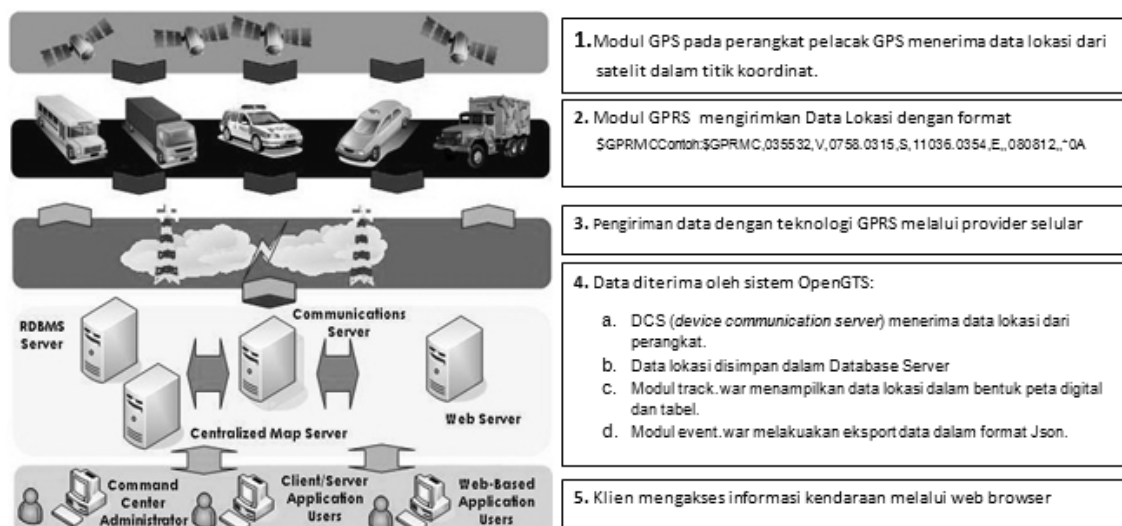 1. Modul GPS pada perangkat pelacak GPS menerima data lokasi dari
satelit dalam titik koordinat.
2. Modul GPRS mengirimkan Data Lokasi dengan format
$GPRMCContoh:$GPRMC,035532,V,0758.0315,S,11036.0354,E,,080812,,*0A
3. Pengiriman data dengan teknologi GPRS melalui provider selular
4. Data diterima oleh sistem OpenGTS:
a. DCS (device communication server) menerima data lokasi dari
perangkat.
b. Data lokasi disimpan dalam Database Server
c. Modul track.war menampilkan data lokasi dalam bentuk peta digital
dan tabel.
d. Modul event.war melakuakan eksport data dalam format Json.
5. Klien mengakses informasi kendaraan melalui web browser
RDBMS
Server
Communications
Server
Web Server
Centralized Map Server
Command
Center
Administrator
Client/Server
Application
Users
Web-Based
Application
Users